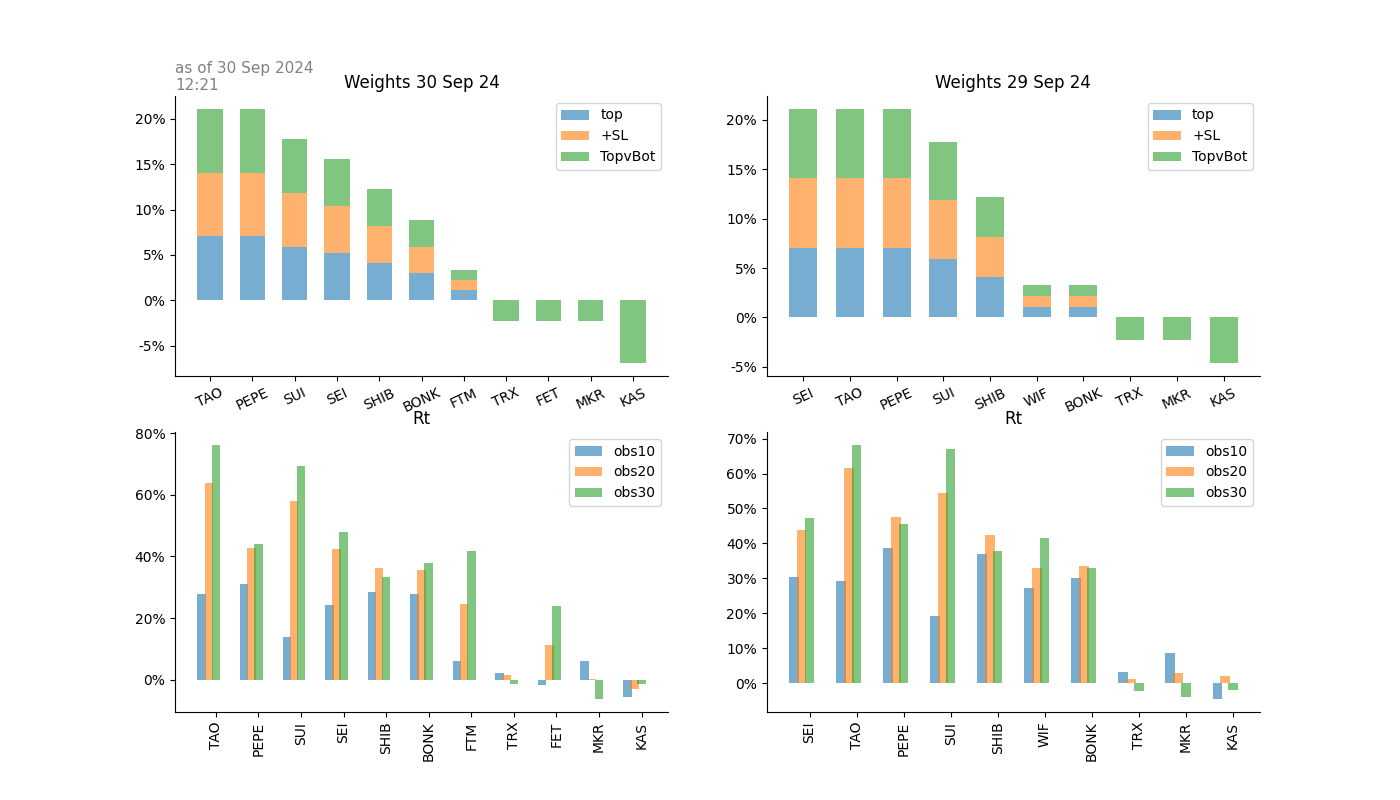 as of 30 Sep 2024
12:21
Weights 30 Sep 24
20%
15%
10%
5%
0%
-5%
top
+SL
TopvBot
TAO PEPE SUI SEI SHIB BONK FTM TRX FET MKR KAS
Weights 29 Sep 24
20%
15%
10%
5%
0%
-5%
top
+SL
TopvBot
SEI TAO PEPE SUI SHIB WIF BONK TRX MKR KAS
Rt
80%
60%
40%
20%
0%
obs10
obs20
obs30
TAO PEPE SUI SEI SHIB BONK FTM TRX FET MKR KAS
Rt
70%
60%
50%
40%
30%
20%
10%
0%
obs10
obs20
obs30
SEI TAO PEPE SUI SHIB WIF BONK TRX MKR KAS